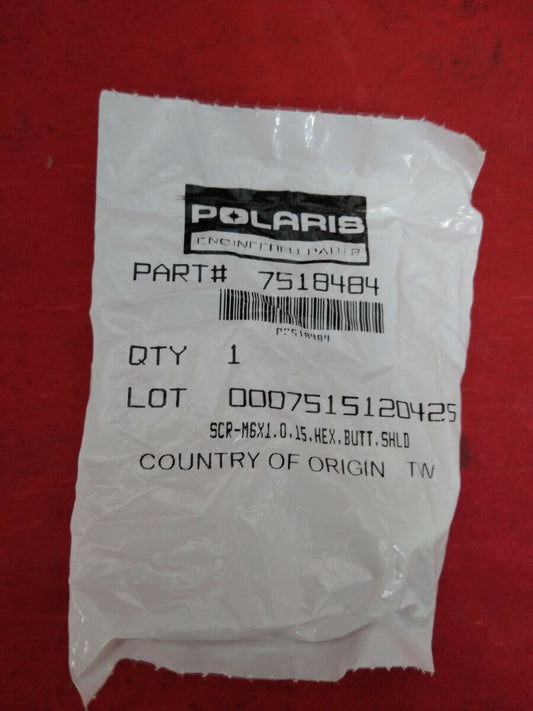 POLARIS
ENGINEERED PARTS
PART# 7518484
P7518484
QTY 1
LOT 0007515120425
SCR-M6X1.0,15,HEX,BUTT,SHLD
COUNTRY OF ORIGIN TW